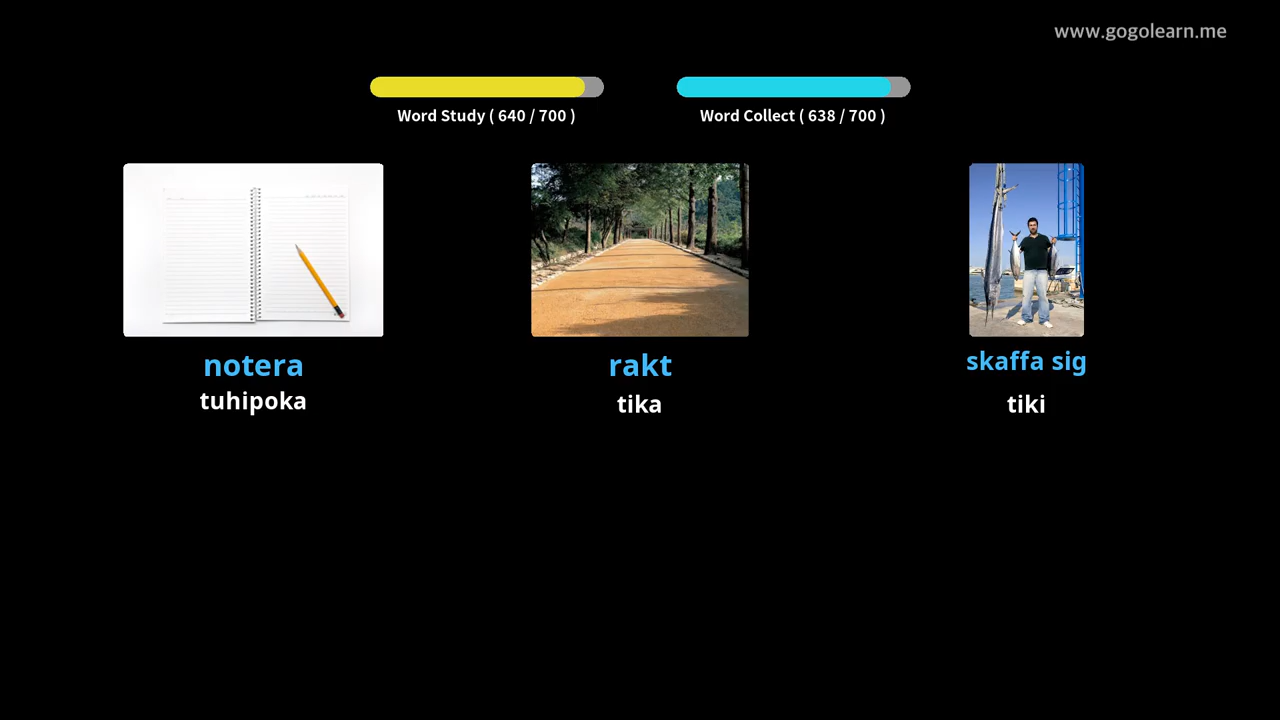 www.gogolearn.me
Word Study ( 640 / 700 )
Word Collect ( 638 / 700 )
notera
tuhipoka
rakt
tika
skaffa sig
tiki